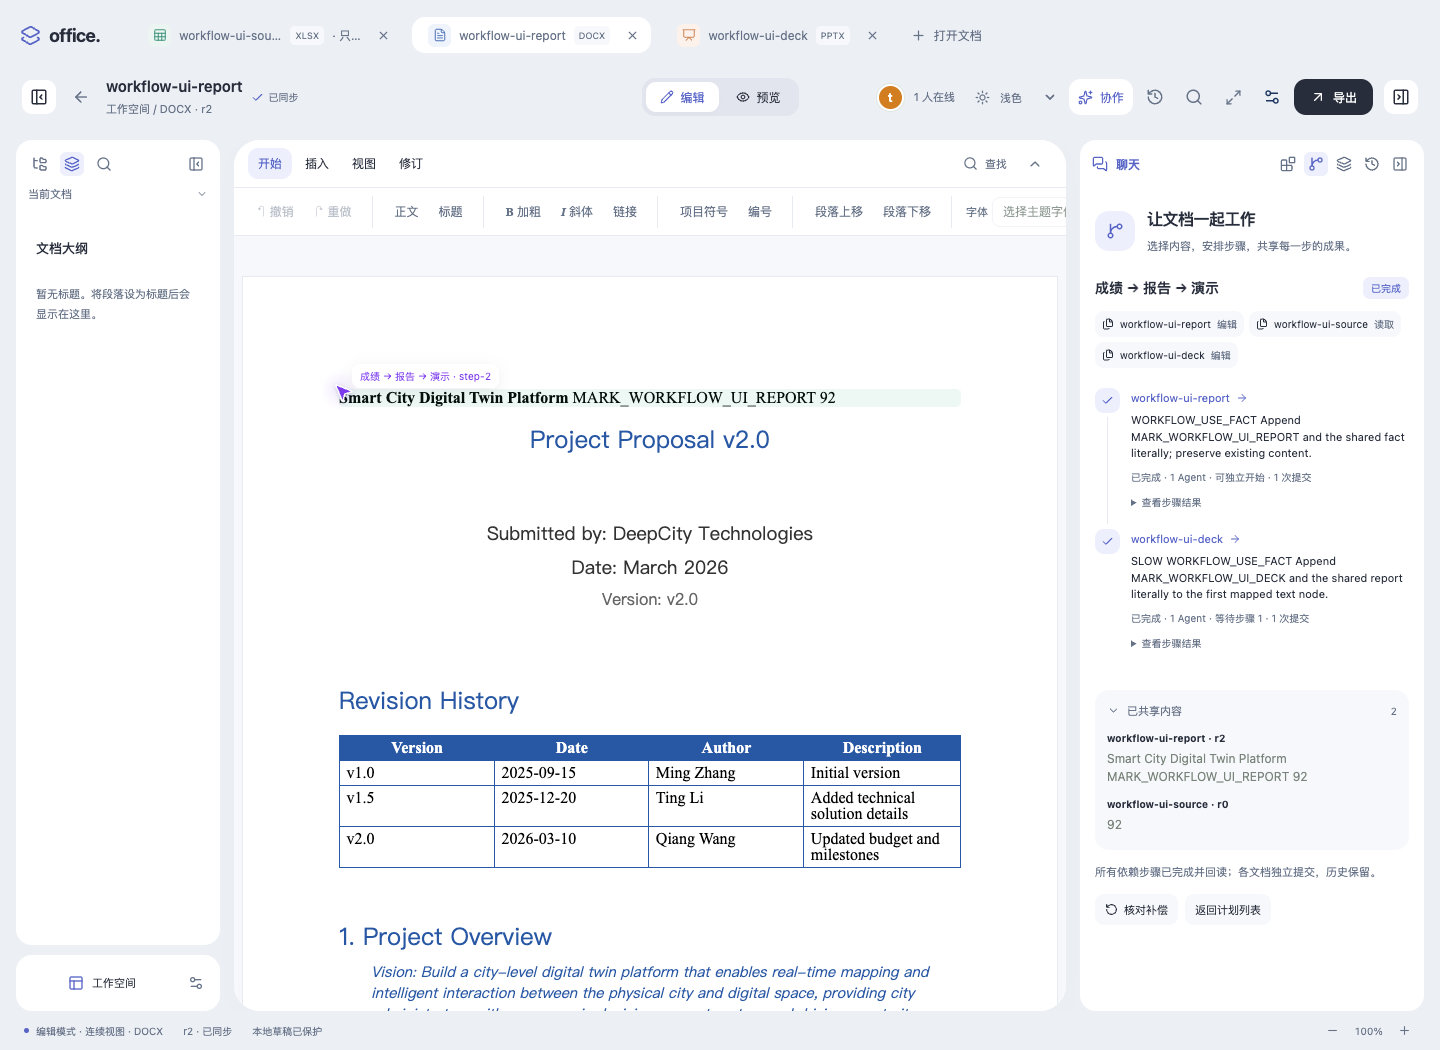 office.
workflow-ui-sou... XLSX · 只...
workflow-ui-report DOCX
workflow-ui-deck PPTX
打开文档
workflow-ui-report
工作空间 / DOCX · r2
已同步
编辑
预览
t
1 人在线
浅色
协作
导出
当前文档
文档大纲
暂无标题。将段落设为标题后会
显示在这里。
工作空间
开始 插入 视图 修订
查找
撤销 重做 正文 标题 B 加粗 I 斜体 链接 项目符号 编号 段落上移 段落下移 字体 选择主题字
成绩 → 报告 → 演示 · step-2
Smart City Digital Twin Platform MARK_WORKFLOW_UI_REPORT 92
Project Proposal v2.0
Submitted by: DeepCity Technologies
Date: March 2026
Version: v2.0
Revision History
Version Date Author Description
v1.0 2025-09-15 Ming Zhang Initial version
v1.5 2025-12-20 Ting Li Added technical
solution details
v2.0 2026-03-10 Qiang Wang Updated budget and
milestones
1. Project Overview
Vision: Build a city-level digital twin platform that enables real-time mapping and
intelligent interaction between the physical city and digital space, providing city
聊天
让文档一起工作
选择内容，安排步骤，共享每一步的成果。
成绩 → 报告 → 演示
已完成
workflow-ui-report 编辑
workflow-ui-source 读取
workflow-ui-deck 编辑
workflow-ui-report →
WORKFLOW_USE_FACT Append
MARK_WORKFLOW_UI_REPORT and the shared fact
literally; preserve existing content.
已完成 · 1 Agent · 可独立开始 · 1 次提交
查看步骤结果
workflow-ui-deck →
SLOW WORKFLOW_USE_FACT Append
MARK_WORKFLOW_UI_DECK and the shared report
literally to the first mapped text node.
已完成 · 1 Agent · 等待步骤 1 · 1 次提交
查看步骤结果
已共享内容 2
workflow-ui-report · r2
Smart City Digital Twin Platform
MARK_WORKFLOW_UI_REPORT 92
workflow-ui-source · r0
92
所有依赖步骤已完成并回读；各文档独立提交，历史保留。
核对补偿
返回计划列表
编辑模式 · 连续视图 · DOCX
r2 · 已同步
本地草稿已保护
100%